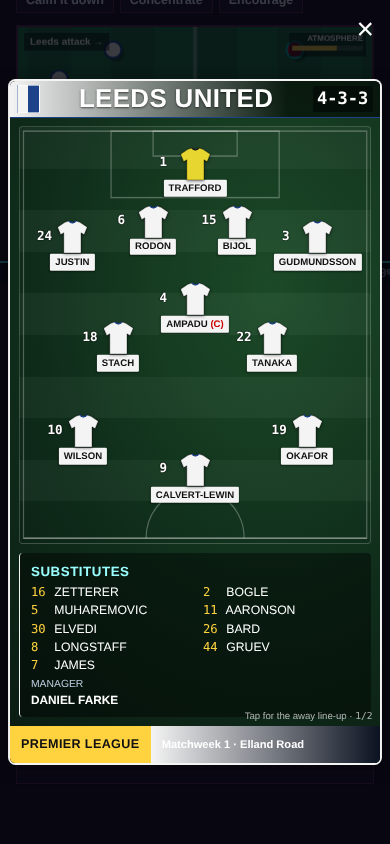 Calm it down Concentrate Encourage
Leeds attack →
ATMOSPHERE
×
LEEDS UNITED 4-3-3
1
TRAFFORD
6 15
RODON BIJOL
24 3
JUSTIN GUDMUNDSSON
4
AMPADU (C)
18 22
STACH TANAKA
10 19
WILSON OKAFOR
9
CALVERT-LEWIN
SUBSTITUTES
16 ZETTERER 2 BOGLE
5 MUHAREMOVIC 11 AARONSON
30 ELVEDI 26 BARD
8 LONGSTAFF 44 GRUEV
7 JAMES
MANAGER
DANIEL FARKE
Tap for the away line-up · 1/2
PREMIER LEAGUE Matchweek 1 · Elland Road